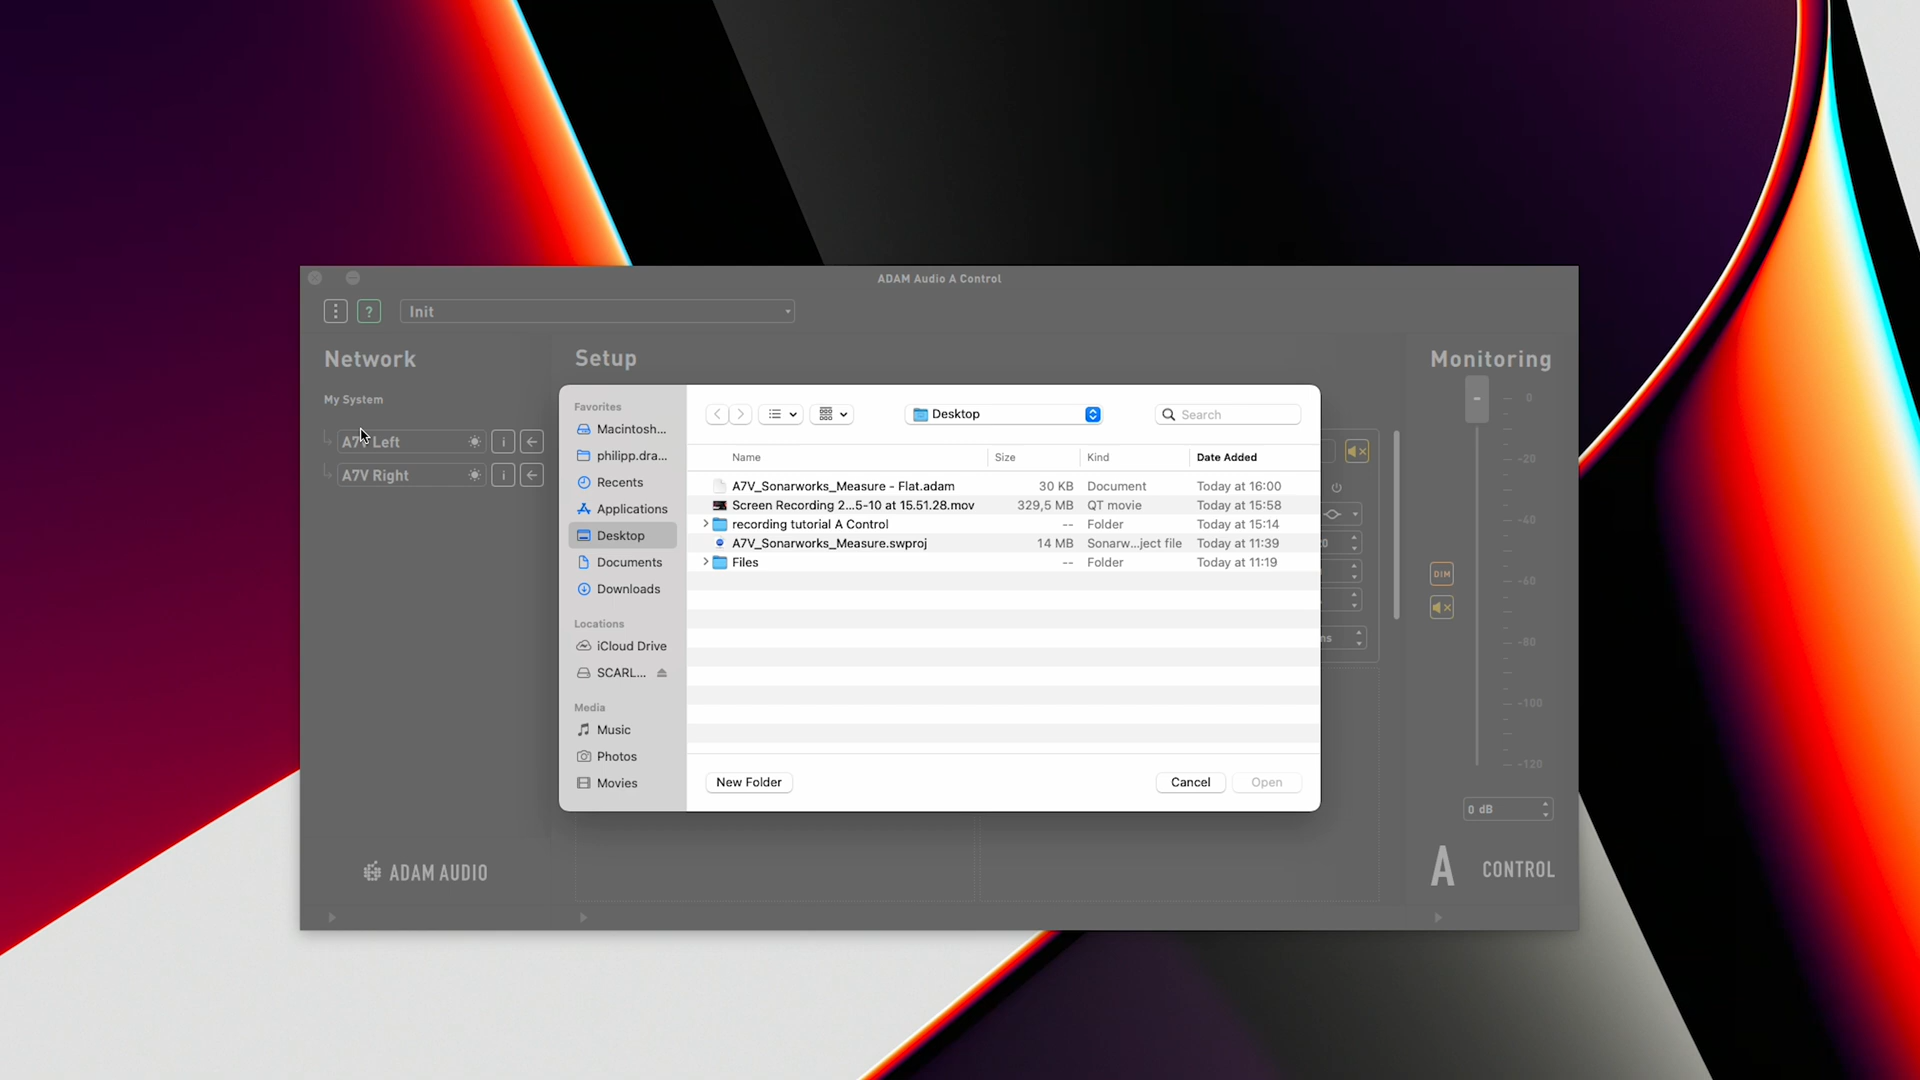 ADAM Audio A Control
?
Init
Network
Setup
Monitoring
My System
A7V Left
i
A7V Right
i
Favorites
Macintosh...
philipp.dra...
Recents
Applications
Desktop
Documents
Downloads
Locations
iCloud Drive
SCARL...
Media
Music
Photos
Movies
Desktop
Search
Name Size Kind Date Added
A7V_Sonarworks_Measure - Flat.adam 30 KB Document Today at 16:00
Screen Recording 2...5-10 at 15.51.28.mov 329,5 MB QT movie Today at 15:58
recording tutorial A Control -- Folder Today at 15:14
A7V_Sonarworks_Measure.swproj 14 MB Sonarw...ject file Today at 11:39
Files -- Folder Today at 11:19
New Folder
Cancel
Open
ms
DIM
0
-20
-40
-60
-80
-100
-120
0 dB
ADAM AUDIO
A CONTROL